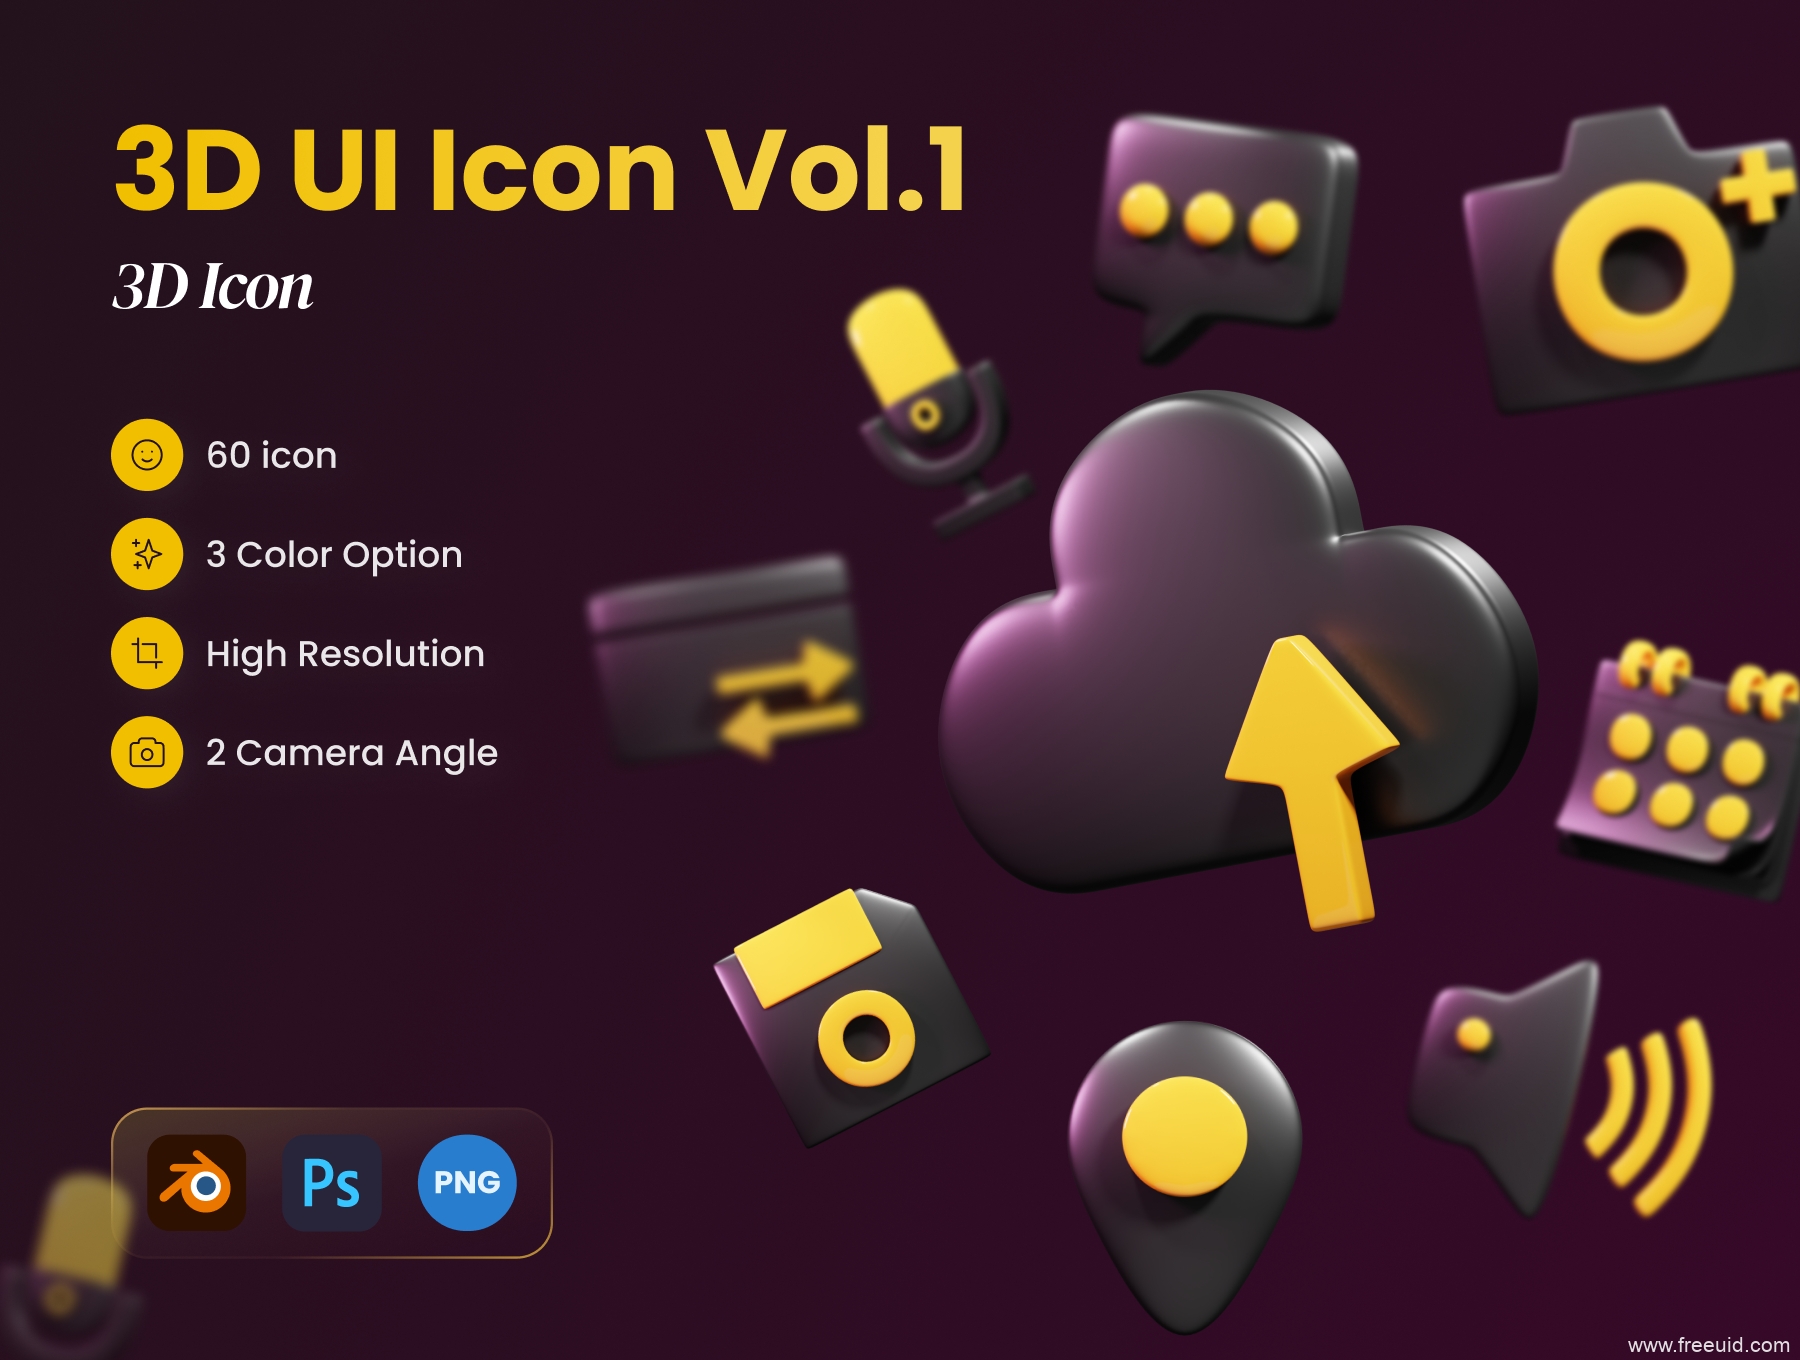 3D UI Icon Vol.1
3D Icon
60 icon
3 Color Option
High Resolution
2 Camera Angle
Ps
PNG
www.freeuid.com